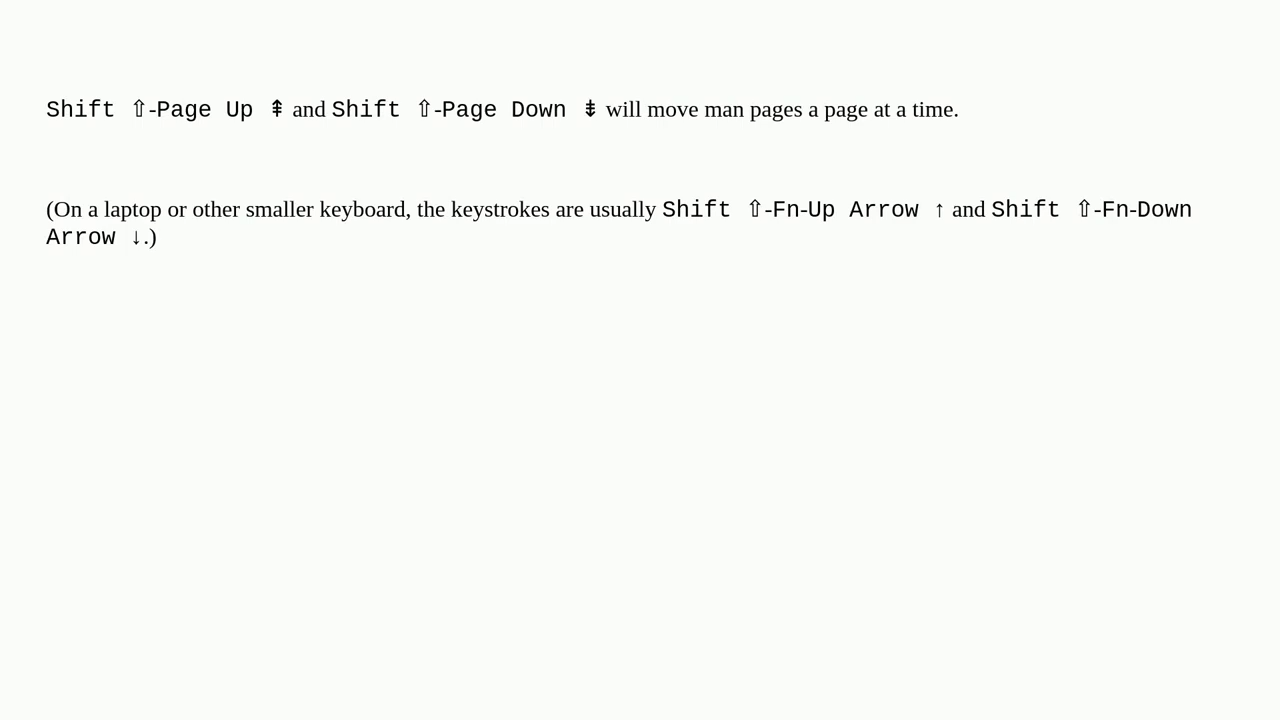 Shift ⇧-Page Up ⇞ and Shift ⇧-Page Down ⇟ will move man pages a page at a time.
(On a laptop or other smaller keyboard, the keystrokes are usually Shift ⇧-Fn-Up Arrow ↑ and Shift ⇧-Fn-Down
Arrow ↓.)